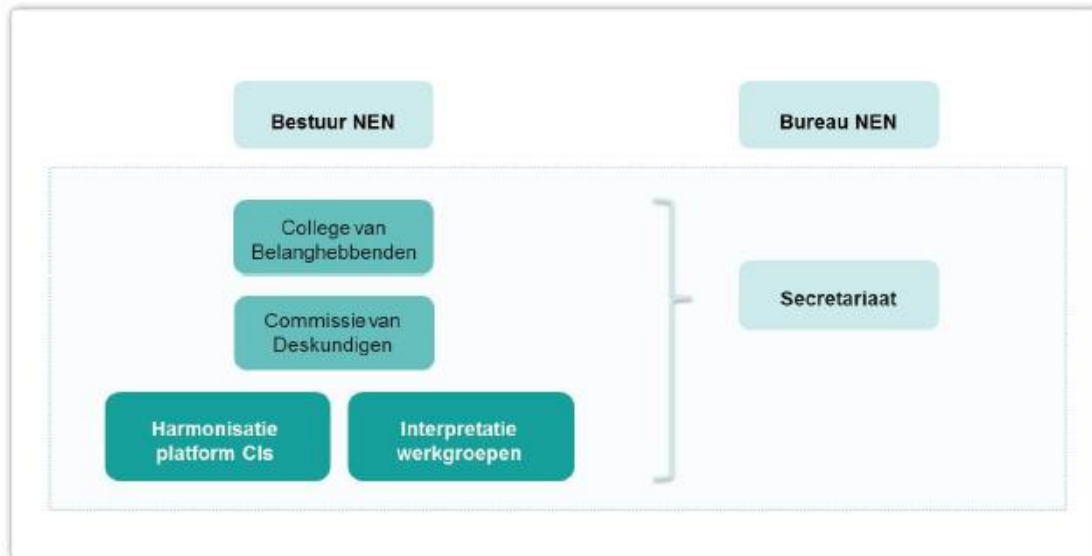 Bestuur NEN
Bureau NEN
College van
Belanghebbenden
Commissie van
Deskundigen
Secretariaat
Harmonisatie
platform CIs
Interpretatie
werkgroepen